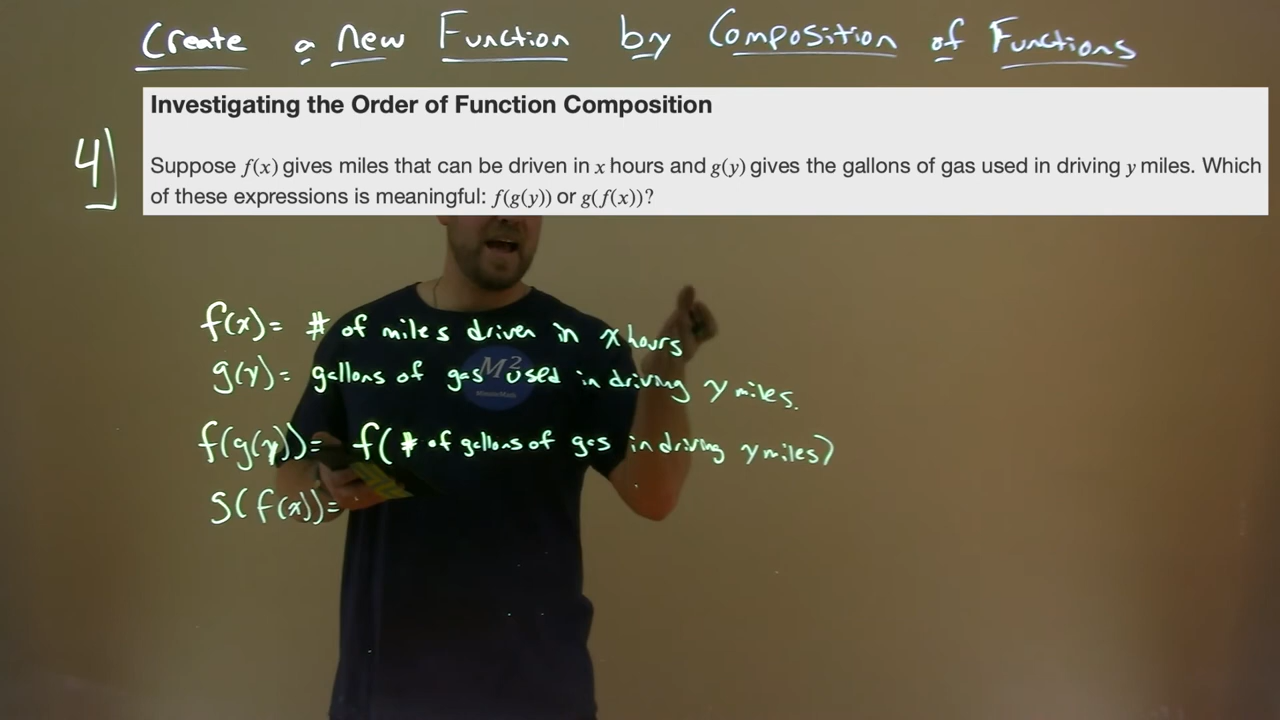 Create a New Function by Composition of Functions
4]
Investigating the Order of Function Composition
Suppose f(x) gives miles that can be driven in x hours and g(y) gives the gallons of gas used in driving y miles. Which
of these expressions is meaningful: f(g(y)) or g(f(x))?
f(x)= # of miles driven in x hours
g(y)= gallons of gas used in driving y miles.
M²
f(g(y))= f( # of gallons of gas in driving y miles)
g(f(x))=